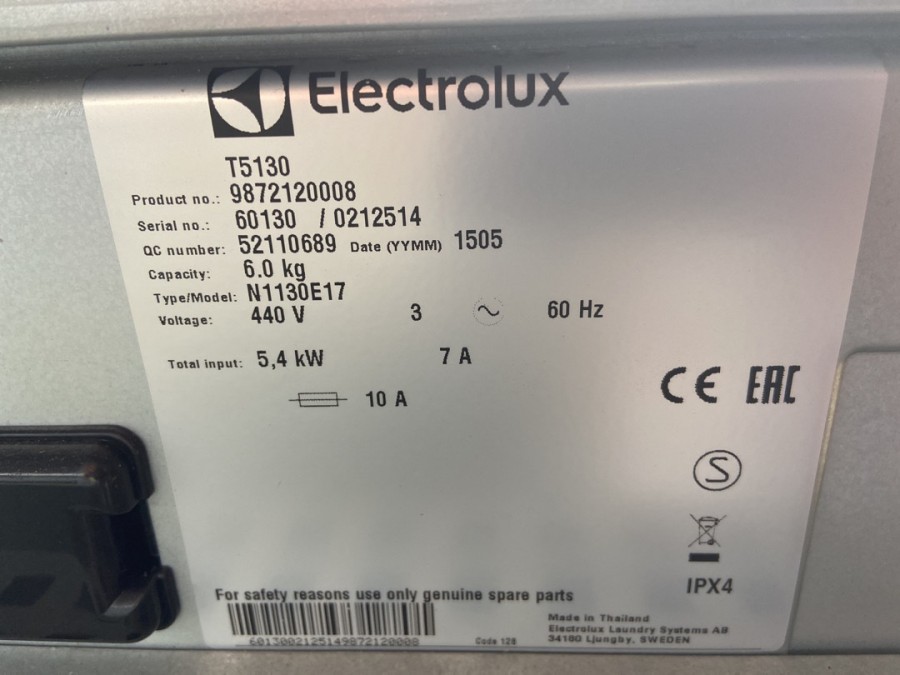 Electrolux
T5130
Product no.: 9872120008
Serial no.: 60130 / 0212514
QC number: 52110689 Date (YYMM) 1505
Capacity: 6.0 kg
Type/Model: N1130E17
Voltage: 440 V 3 ~ 60 Hz
Total input: 5,4 kW 7 A
10 A
CE EAC
S
IPX4
For safety reasons use only genuine spare parts
6013002125149872120008 Code 128
Made in Thailand
Electrolux Laundry Systems AB
34180 Ljungby, SWEDEN